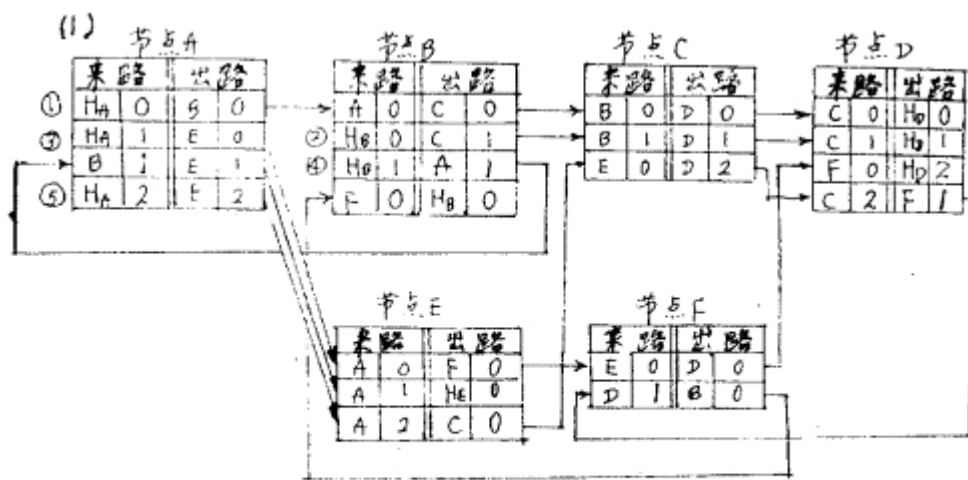 (1)
节点A
来路 出路
① HA 0 B 0
③ HA 1 E 0
B 1 E 1
⑤ HA 2 E 2
节点B
来路 出路
A 0 C 0
② HB 0 C 1
④ HB 1 A 1
F 0 HB 0
节点C
来路 出路
B 0 D 0
B 1 D 1
E 0 D 2
节点D
来路 出路
C 0 HD 0
C 1 HD 1
F 0 HD 2
C 2 F 1
节点E
来路 出路
A 0 F 0
A 1 HE 0
A 2 C 0
节点F
来路 出路
E 0 D 0
D 1 B 0